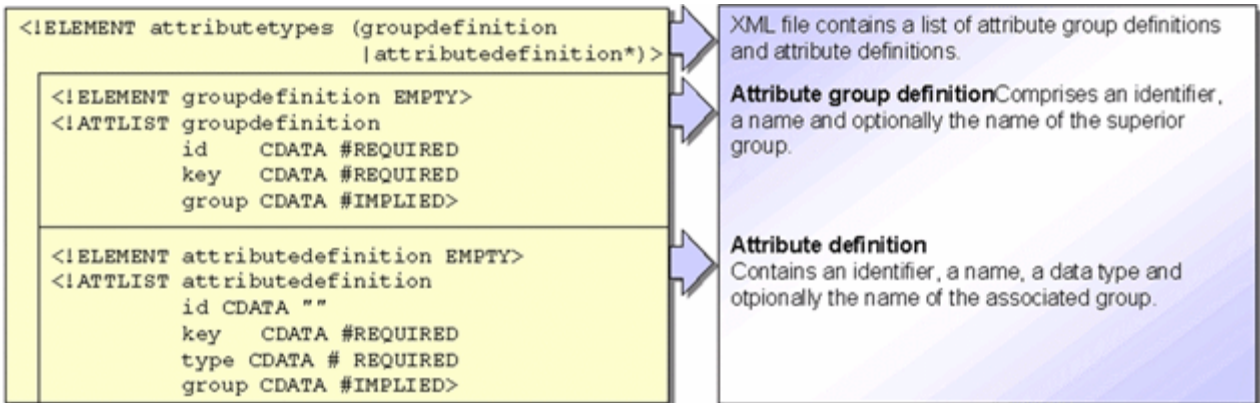 <!ELEMENT attributetypes (groupdefinition
|attributedefinition*)>
<!ELEMENT groupdefinition EMPTY>
<!ATTLIST groupdefinition
id CDATA #REQUIRED
key CDATA #REQUIRED
group CDATA #IMPLIED>
<!ELEMENT attributedefinition EMPTY>
<!ATTLIST attributedefinition
id CDATA ""
key CDATA #REQUIRED
type CDATA # REQUIRED
group CDATA #IMPLIED>
XML file contains a list of attribute group definitions
and attribute definitions.
Attribute group definitionComprises an identifier,
a name and optionally the name of the superior
group.
Attribute definition
Contains an identifier, a name, a data type and
otpionally the name of the associated group.